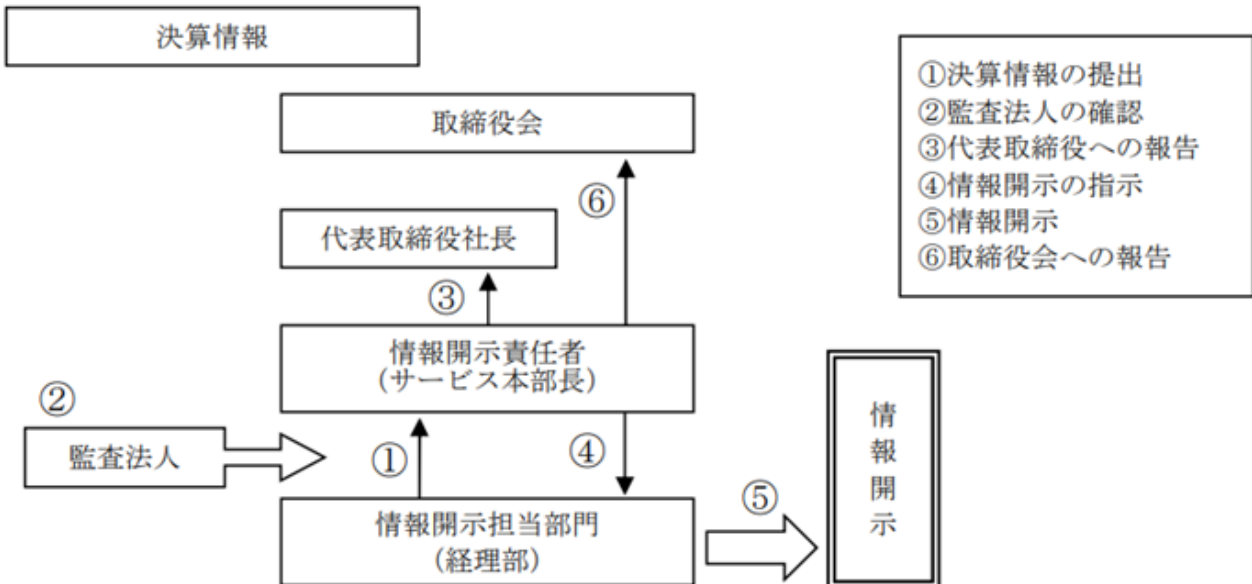 決算情報
①決算情報の提出
②監査法人の確認
③代表取締役への報告
④情報開示の指示
⑤情報開示
⑥取締役会への報告
取締役会
⑥
代表取締役社長
③
情報開示責任者
(サービス本部長)
②
監査法人
①
④
情報開示担当部門
(経理部)
⑤
情報開示